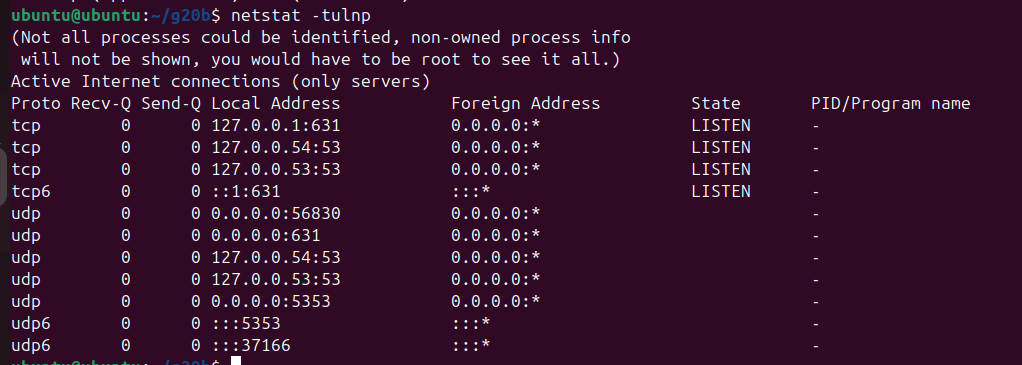 ubuntu@ubuntu:~/g20b$ netstat -tulnp
(Not all processes could be identified, non-owned process info
 will not be shown, you would have to be root to see it all.)
Active Internet connections (only servers)
Proto Recv-Q Send-Q Local Address           Foreign Address         State       PID/Program name
tcp        0      0 127.0.0.1:631           0.0.0.0:*               LISTEN      -
tcp        0      0 127.0.0.54:53           0.0.0.0:*               LISTEN      -
tcp        0      0 127.0.0.53:53           0.0.0.0:*               LISTEN      -
tcp6       0      0 ::1:631                 :::*                    LISTEN      -
udp        0      0 0.0.0.0:56830           0.0.0.0:*                           -
udp        0      0 0.0.0.0:631             0.0.0.0:*                           -
udp        0      0 127.0.0.54:53           0.0.0.0:*                           -
udp        0      0 127.0.0.53:53           0.0.0.0:*                           -
udp        0      0 0.0.0.0:5353            0.0.0.0:*                           -
udp6       0      0 :::5353                 :::*                                -
udp6       0      0 :::37166                :::*                                -
ubuntu@ubuntu:~/g20b$